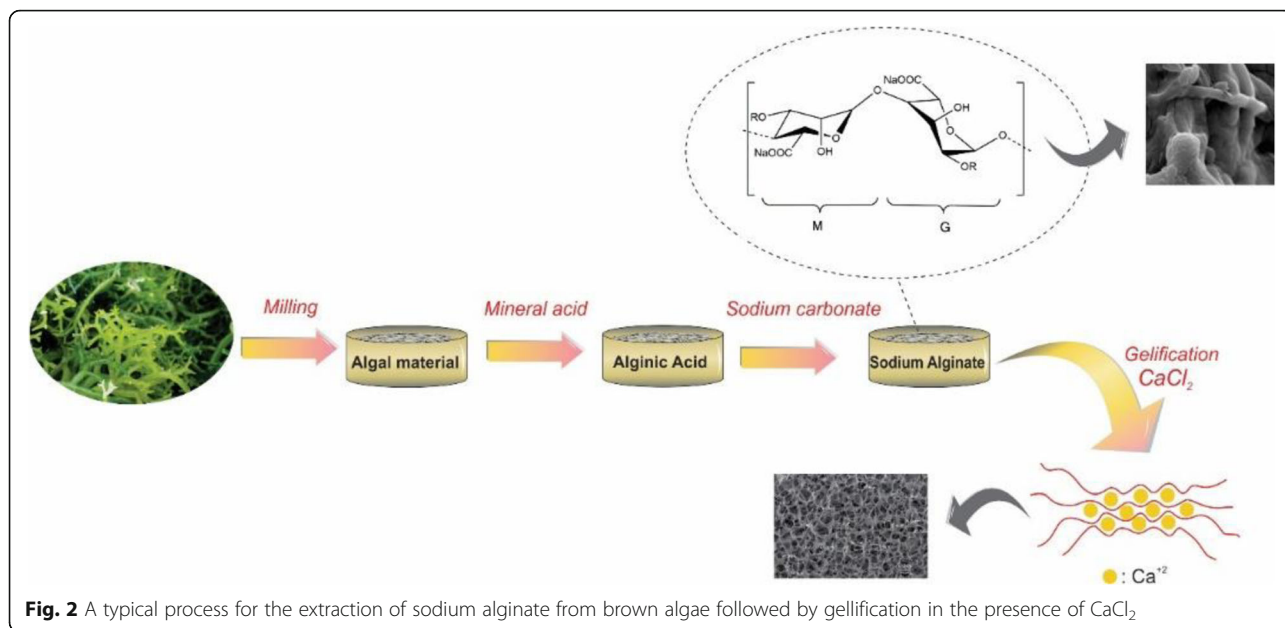 NaOOC
O
OH
RO
O
O
O
NaOOC
OH
OR
M
G
Milling
Mineral acid
Sodium carbonate
Algal material
Alginic Acid
Sodium Alginate
Gelification
CaCl₂
: Ca⁺²
Fig. 2 A typical process for the extraction of sodium alginate from brown algae followed by gellification in the presence of CaCl₂